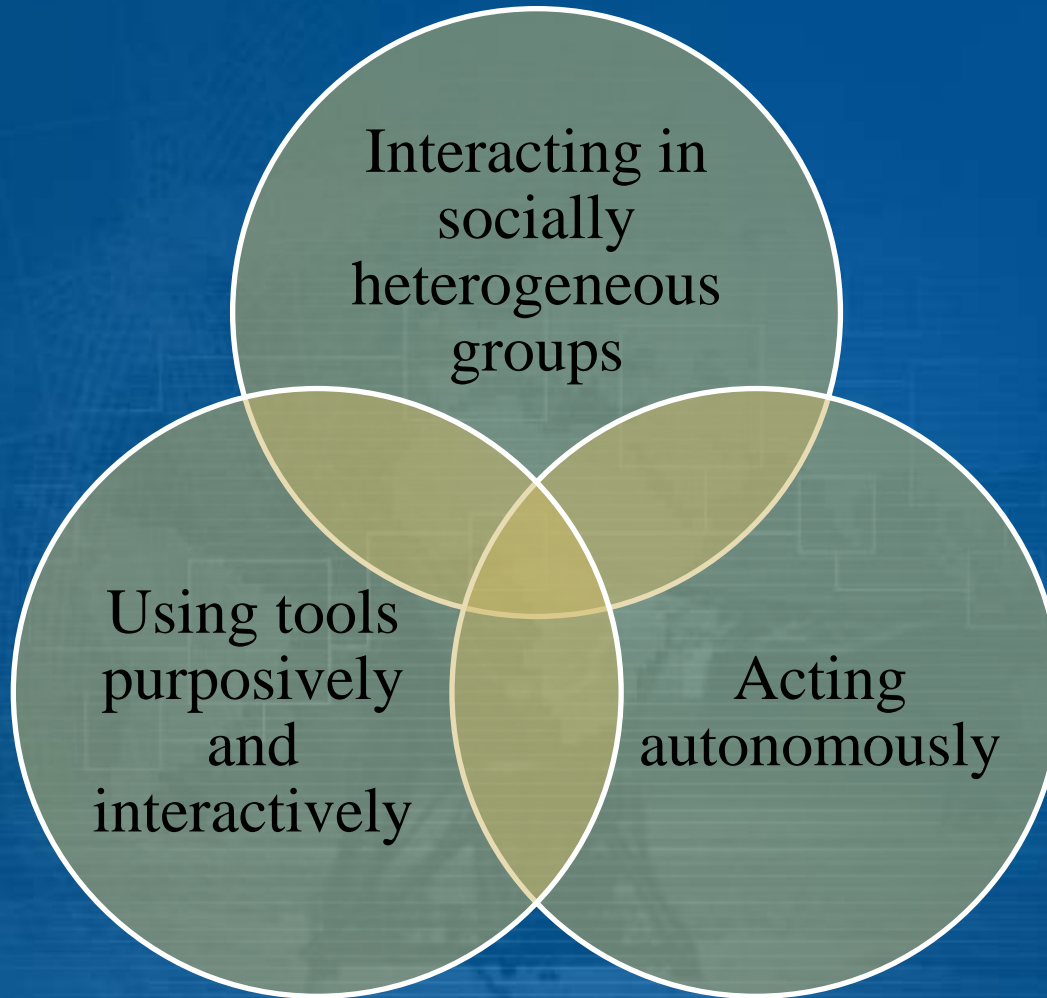 Interacting in
socially
heterogeneous
groups
Using tools
purposively
and
interactively
Acting
autonomously